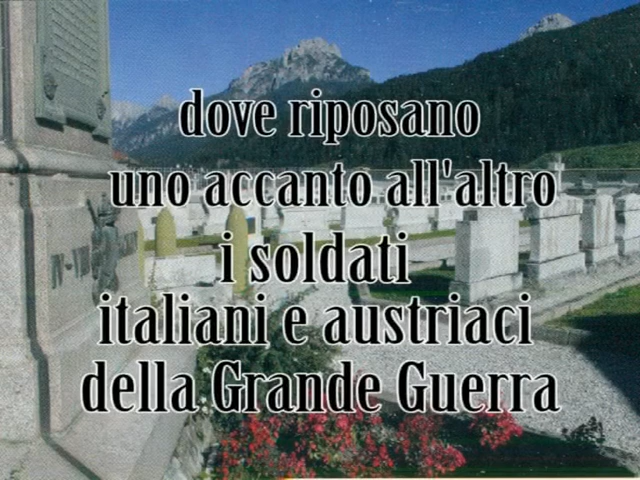 dove riposano
uno accanto all'altro
i soldati
italiani e austriaci
della Grande Guerra